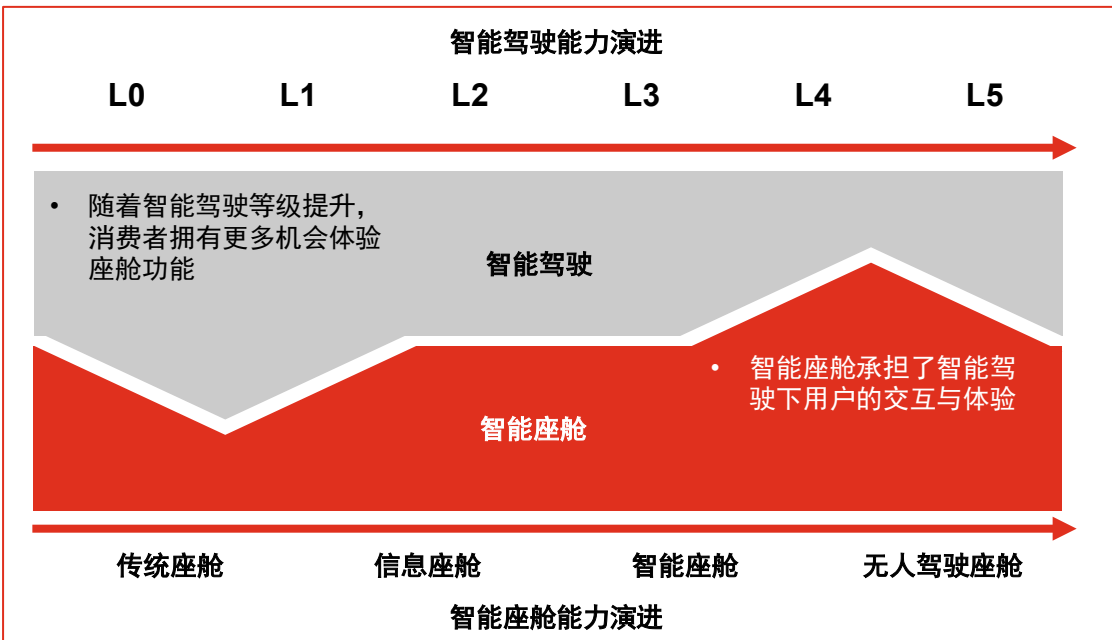 智能驾驶能力演进
L0 L1 L2 L3 L4 L5
• 随着智能驾驶等级提升，
消费者拥有更多机会体验
座舱功能
智能驾驶
• 智能座舱承担了智能驾
驶下用户的交互与体验
智能座舱
传统座舱 信息座舱 智能座舱 无人驾驶座舱
智能座舱能力演进